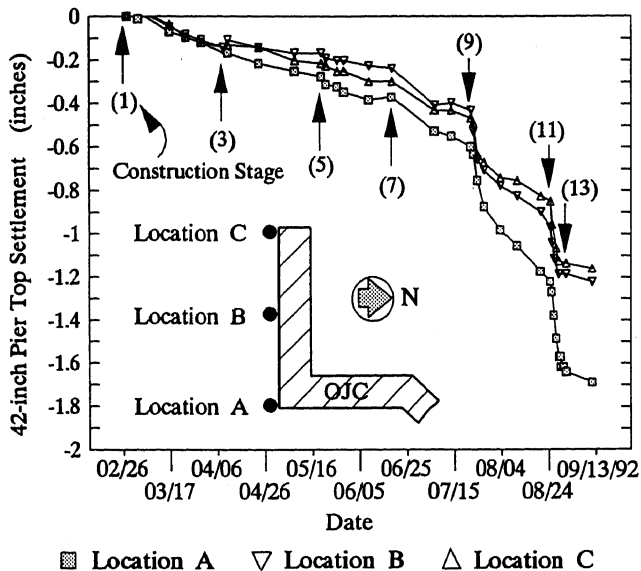 42-inch Pier Top Settlement (inches)
-0
-0.2
-0.4
-0.6
-0.8
-1
-1.2
-1.4
-1.6
-1.8
-2
(1)
(3)
(5)
(7)
(9)
(11)
(13)
Construction Stage
Location C
Location B
Location A
N
OJC
02/26 04/06 05/16 06/25 08/04 09/13/92
03/17 04/26 06/05 07/15 08/24
Date
Location A Location B Location C